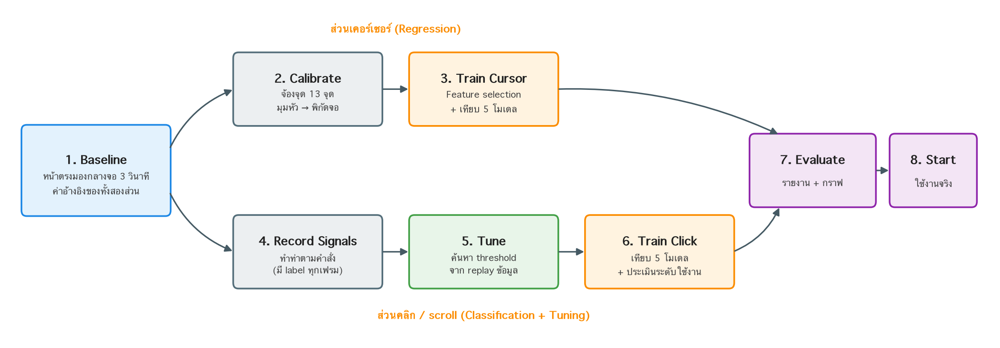 ส่วนเคอร์เซอร์ (Regression)
2. Calibrate
จ้องจุด 13 จุด
มุมหัว → พิกัดจอ
3. Train Cursor
Feature selection
+ เทียบ 5 โมเดล
1. Baseline
หน้าตรงมองกลางจอ 3 วินาที
ค่าอ้างอิงของทั้งสองส่วน
7. Evaluate
รายงาน + กราฟ
8. Start
ใช้งานจริง
4. Record Signals
ทำท่าตามคำสั่ง
(มี label ทุกเฟรม)
5. Tune
ค้นหา threshold
จาก replay ข้อมูล
6. Train Click
เทียบ 5 โมเดล
+ ประเมินระดับใช้งาน
ส่วนคลิก / scroll (Classification + Tuning)